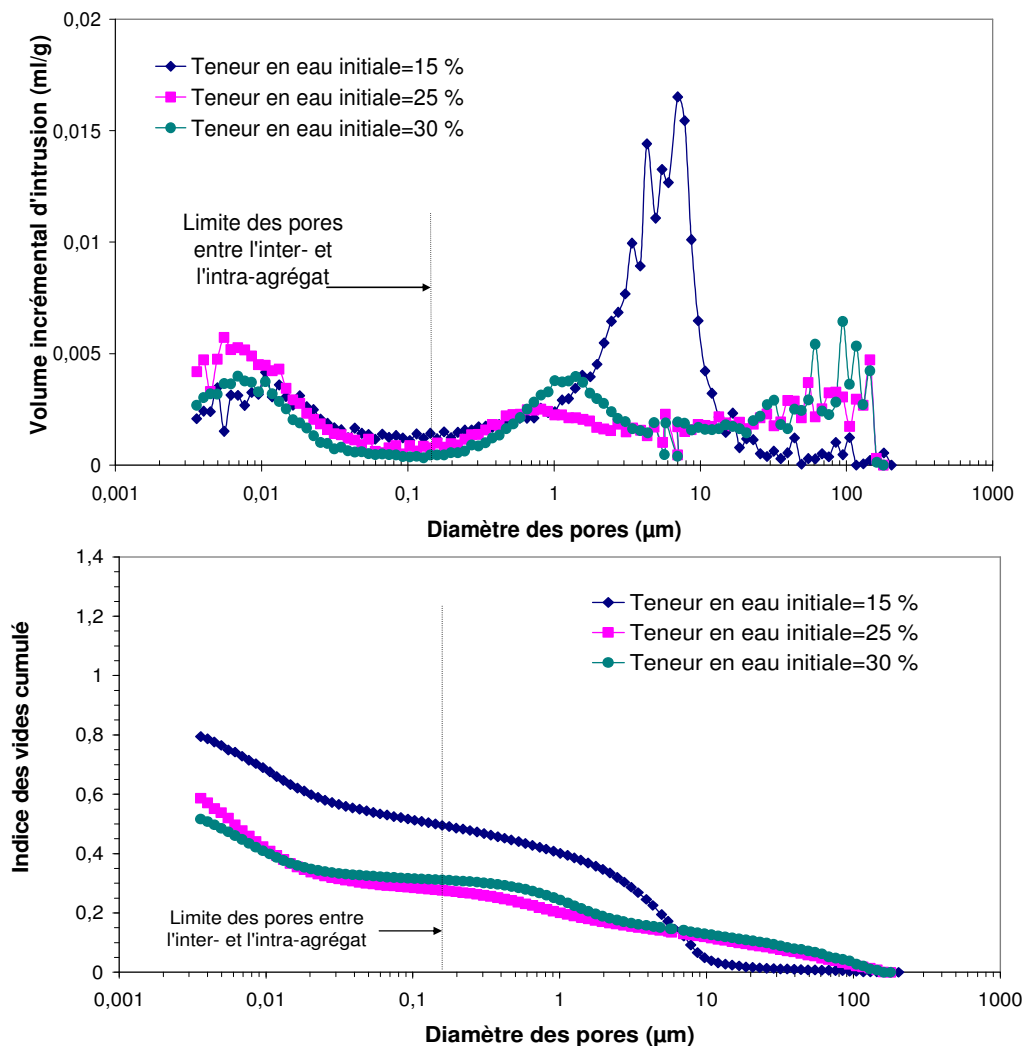 0,02
0,015
0,01
0,005
0
Volume incrémental d'intrusion (ml/g)
Teneur en eau initiale=15 %
Teneur en eau initiale=25 %
Teneur en eau initiale=30 %
Limite des pores
entre l'inter- et
l'intra-agrégat
0,001 0,01 0,1 1 10 100 1000
Diamètre des pores (µm)
1,4
1,2
1
0,8
0,6
0,4
0,2
0
Indice des vides cumulé
Teneur en eau initiale=15 %
Teneur en eau initiale=25 %
Teneur en eau initiale=30 %
Limite des pores entre
l'inter- et l'intra-agrégat
0,001 0,01 0,1 1 10 100 1000
Diamètre des pores (µm)